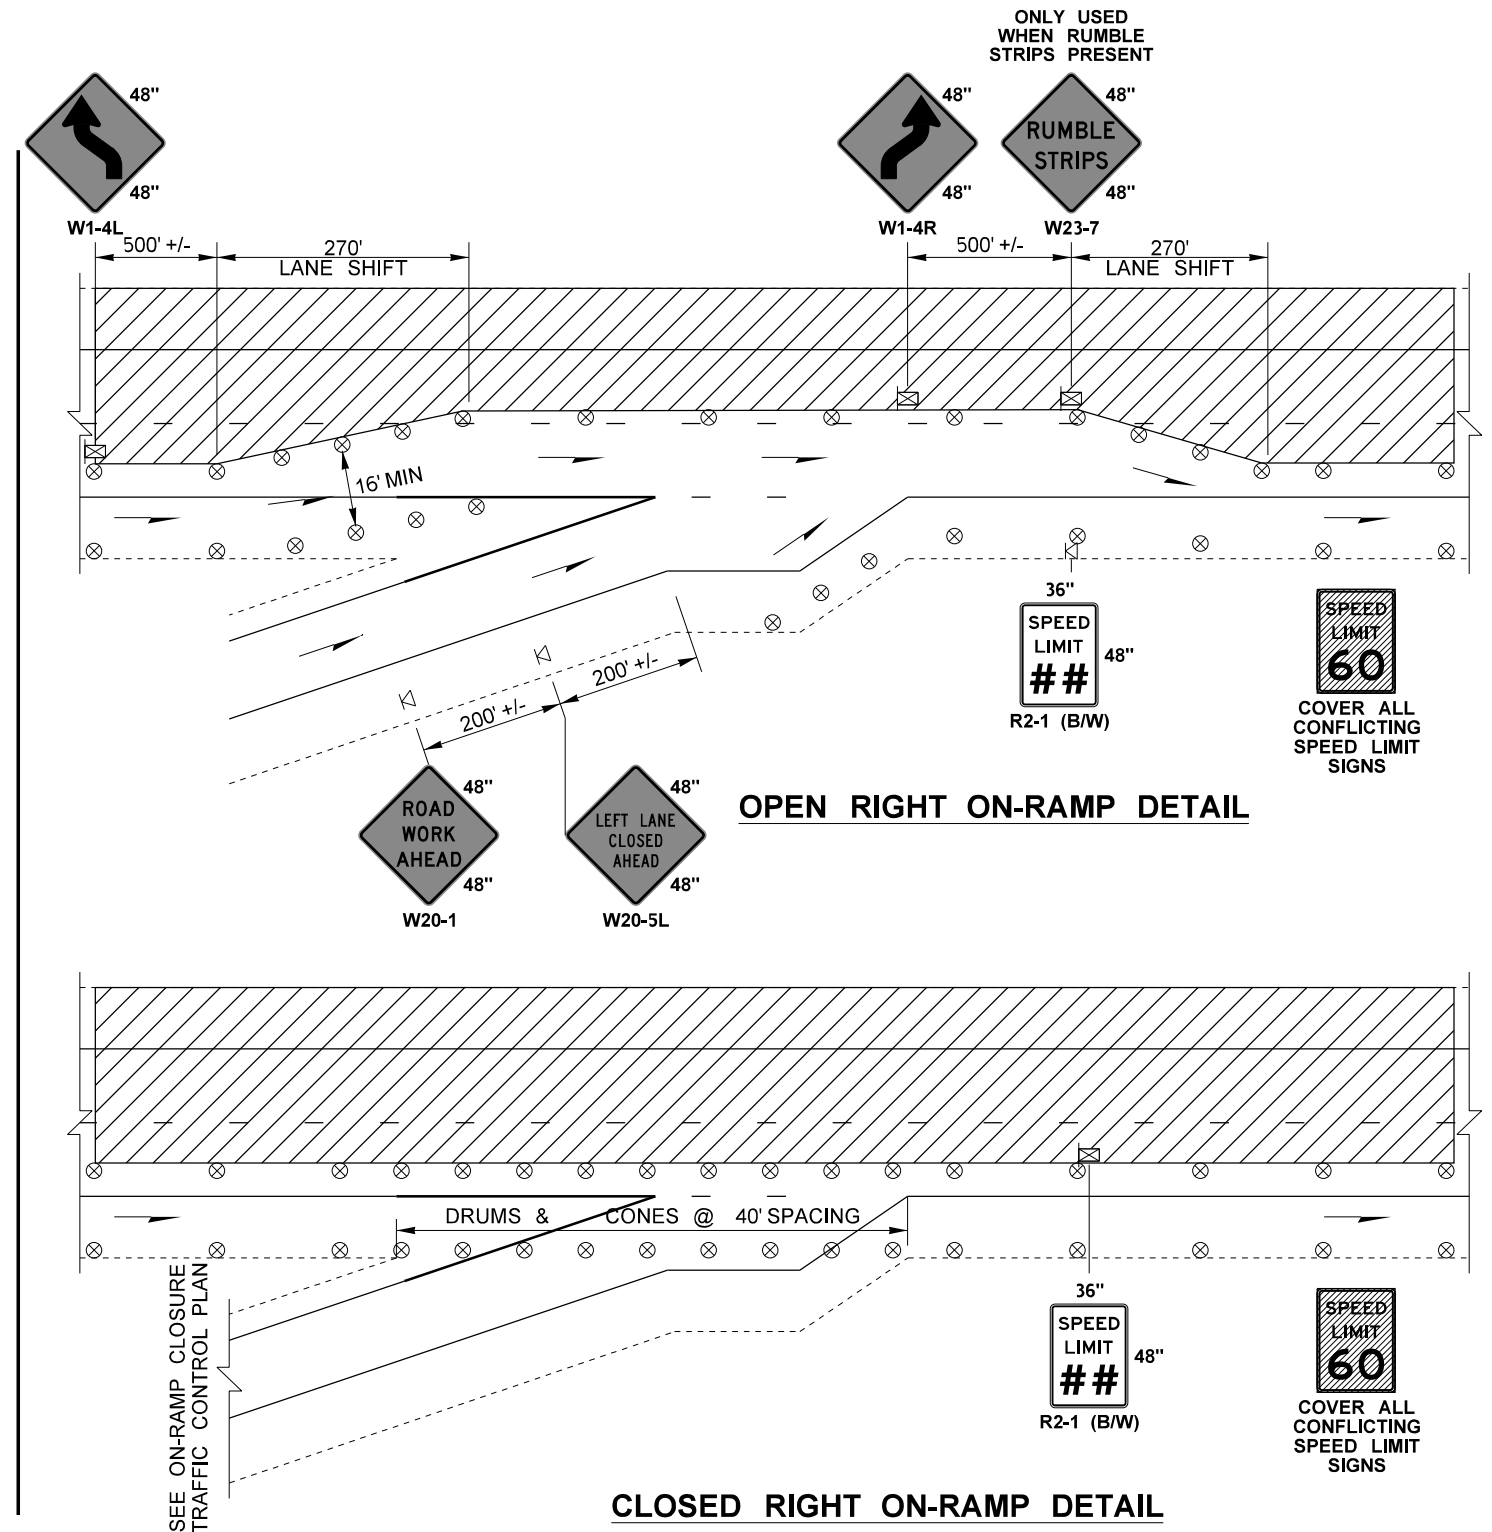 ONLY USED
WHEN RUMBLE
STRIPS PRESENT
48"
48"
W1-4L
48"
48"
W1-4R
48"
RUMBLE
STRIPS
48"
W23-7
500' +/-
270'
LANE SHIFT
500' +/-
270'
LANE SHIFT
16' MIN
200' +/-
200' +/-
36"
SPEED
LIMIT
##
48"
R2-1 (B/W)
SPEED
LIMIT
60
COVER ALL
CONFLICTING
SPEED LIMIT
SIGNS
48"
ROAD
WORK
AHEAD
48"
W20-1
48"
LEFT LANE
CLOSED
AHEAD
48"
W20-5L
OPEN RIGHT ON-RAMP DETAIL
DRUMS & CONES @ 40' SPACING
SEE ON-RAMP CLOSURE
TRAFFIC CONTROL PLAN
36"
SPEED
LIMIT
##
48"
R2-1 (B/W)
SPEED
LIMIT
60
COVER ALL
CONFLICTING
SPEED LIMIT
SIGNS
CLOSED RIGHT ON-RAMP DETAIL